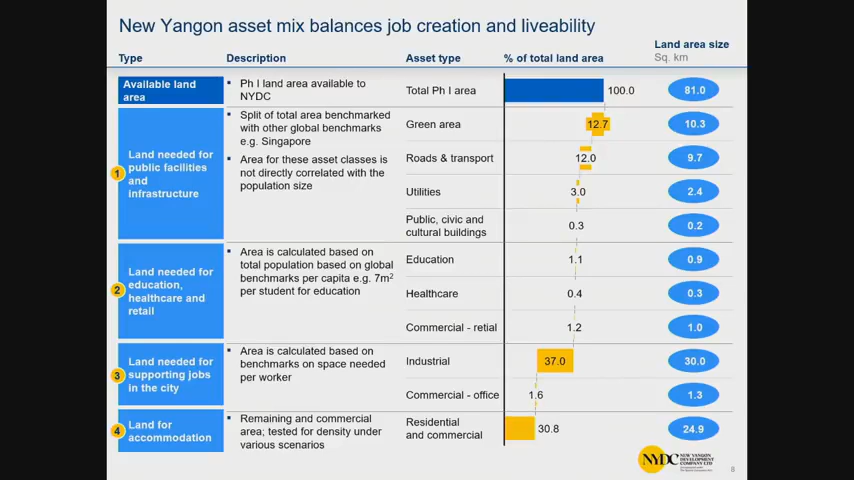 New Yangon asset mix balances job creation and liveability
Type
Description
Asset type
% of total land area
Land area size
Sq. km
Available land
area
▪ Ph I land area available to
NYDC
Total Ph I area
100.0
81.0
1
Land needed for
public facilities
and
infrastructure
▪ Split of total area benchmarked
with other global benchmarks
e.g. Singapore
▪ Area for these asset classes is
not directly correlated with the
population size
Green area
12.7
10.3
Roads & transport
12.0
9.7
Utilities
3.0
2.4
Public, civic and
cultural buildings
0.3
0.2
2
Land needed for
education,
healthcare and
retail
▪ Area is calculated based on
total population based on global
benchmarks per capita e.g. 7m²
per student for education
Education
1.1
0.9
Healthcare
0.4
0.3
Commercial - retial
1.2
1.0
3
Land needed for
supporting jobs
in the city
▪ Area is calculated based on
benchmarks on space needed
per worker
Industrial
37.0
30.0
Commercial - office
1.6
1.3
4
Land for
accommodation
▪ Remaining and commercial
area; tested for density under
various scenarios
Residential
and commercial
30.8
24.9
NYDC
NEW YANGON
DEVELOPMENT
COMPANY LTD
8